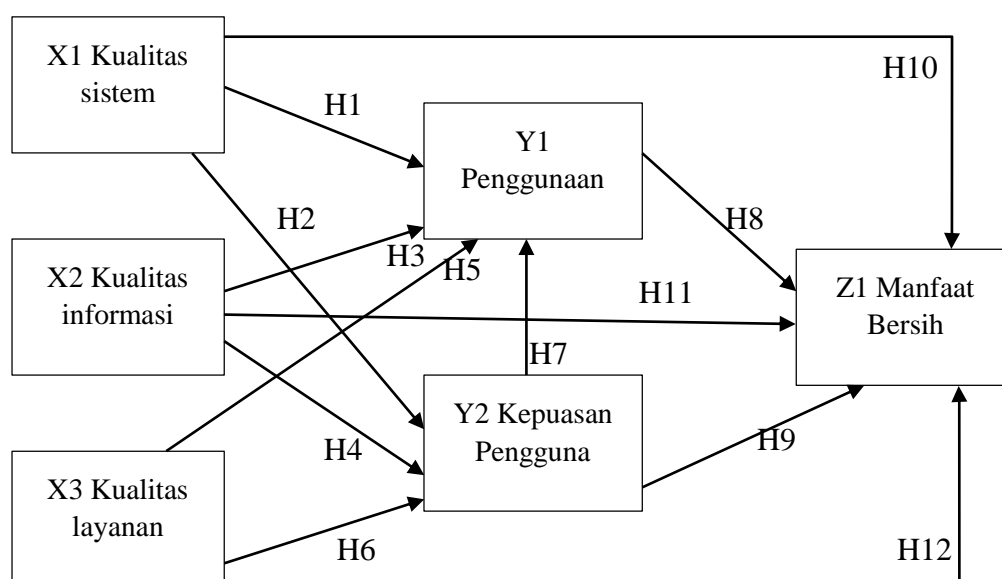 X1 Kualitas
sistem
H10
H1
Y1
Penggunaan
H2
H8
H3
H5
X2 Kualitas
informasi
H11
Z1 Manfaat
Bersih
H7
Y2 Kepuasan
Pengguna
H4
H9
X3 Kualitas
layanan
H6
H12